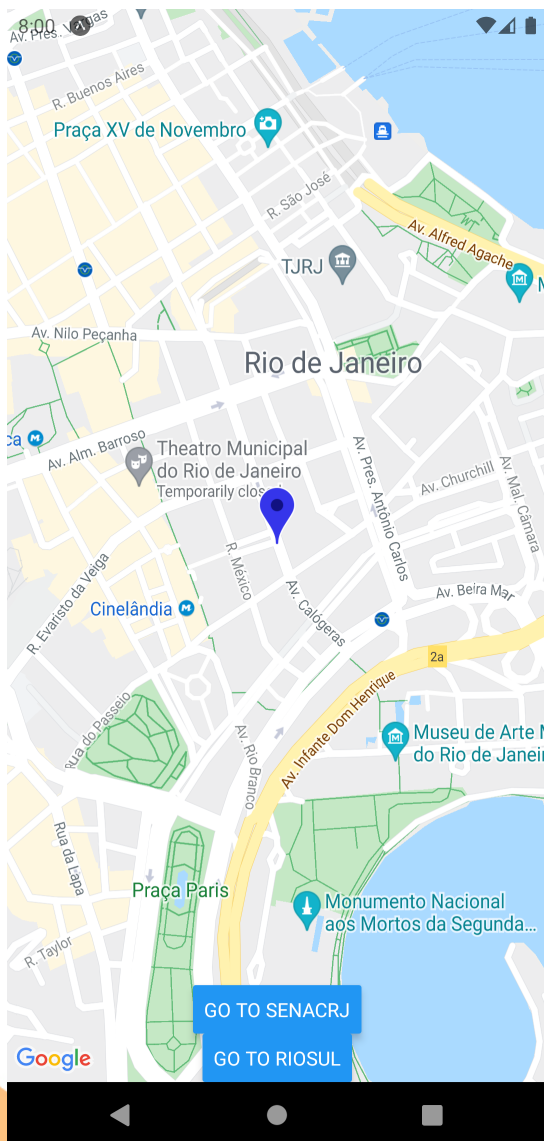 8:00
Av. Pres. Vargas
R. Buenos Aires
Praça XV de Novembro
R. São José
Av. Alfred Agache
TJRJ
M
Av. Nilo Peçanha
Rio de Janeiro
ca
M
Av. Alm. Barroso
Theatro Municipal
do Rio de Janeiro
Temporarily clos
Av. Pres. Antônio Carlos
Av. Churchill
Av. Mal. Câmara
R. México
R. Evaristo da Veiga
Av. Calógeras
Av. Beira Mar
Cinelândia
M
2a
Av. Infante Dom Henrique
Rua do Passeio
Av. Rio Branco
Museu de Arte M
do Rio de Janeir
Rua da Lapa
Praça Paris
Monumento Nacional
aos Mortos da Segunda...
R. Taylor
GO TO SENACRJ
GO TO RIOSUL
Google